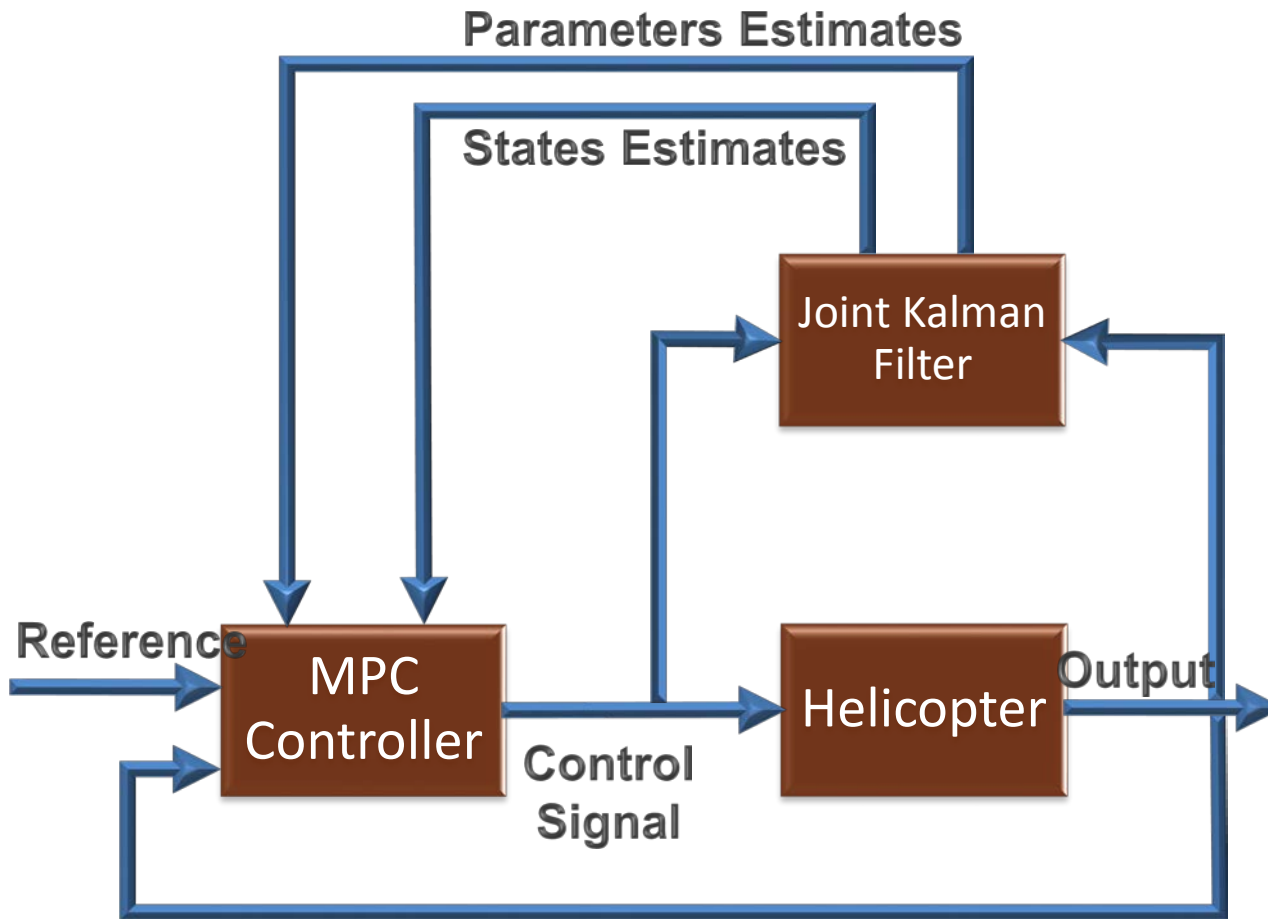 Parameters Estimates
States Estimates
Joint Kalman
Filter
Reference
MPC
Controller
Control
Signal
Helicopter
Output